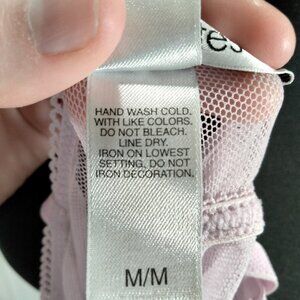 HAND WASH COLD.
WITH LIKE COLORS.
DO NOT BLEACH.
LINE DRY.
IRON ON LOWEST
SETTING, DO NOT
IRON DECORATION.
M/M